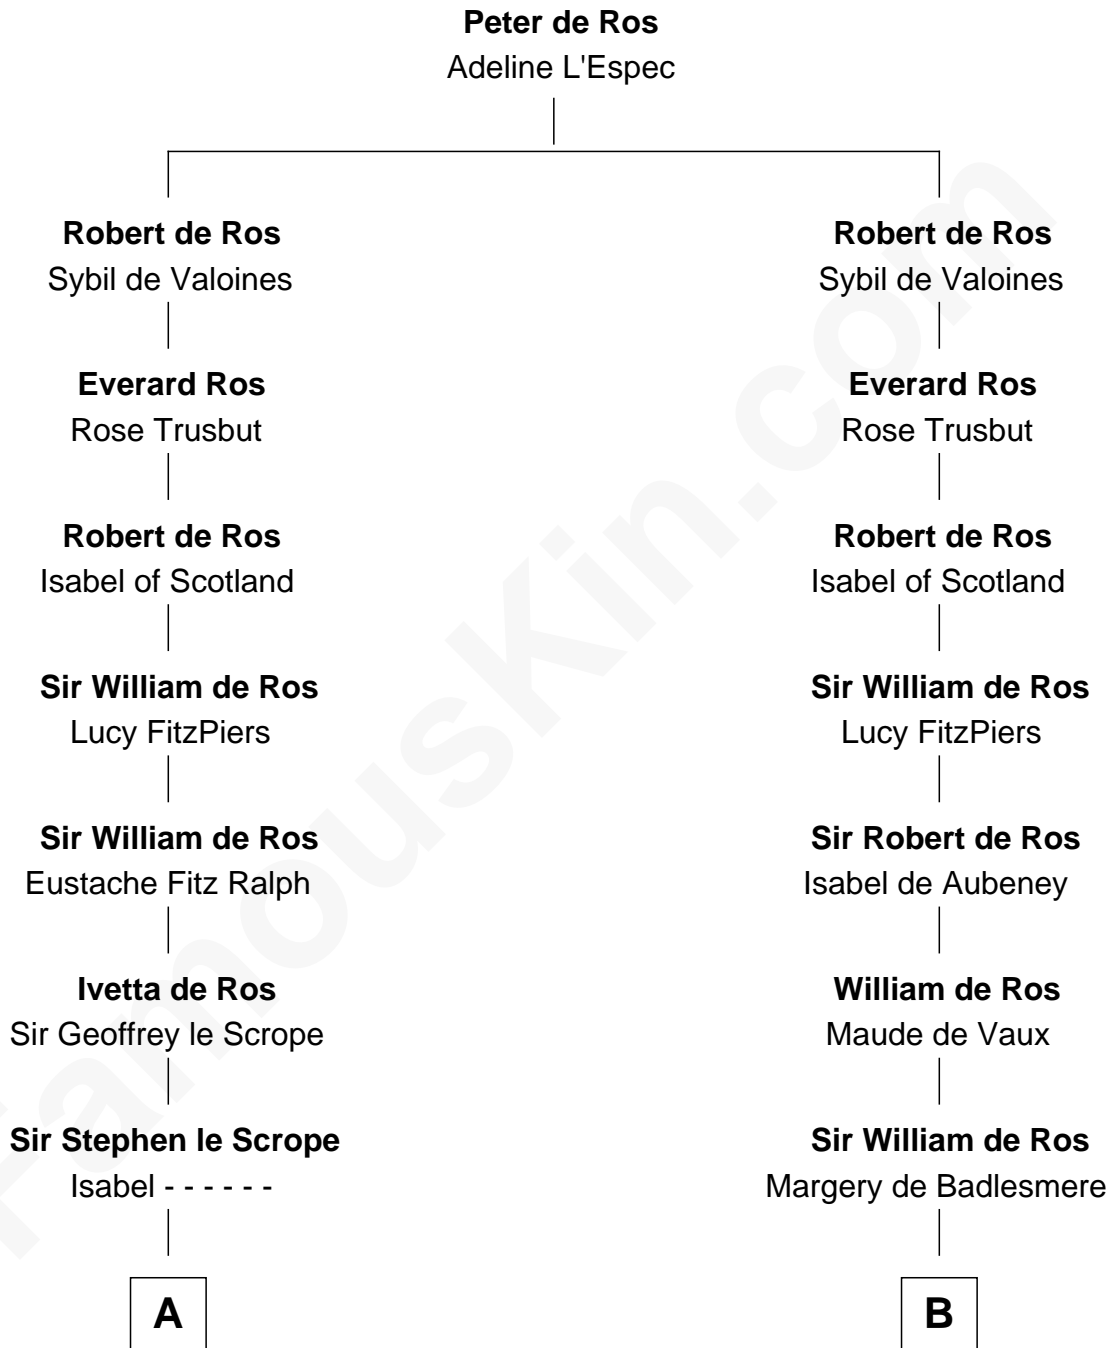 Peter de Ros
Adeline L'Espec
Robert de Ros
Sybil de Valoines
Everard Ros
Rose Trusbut
Robert de Ros
Isabel of Scotland
Sir William de Ros
Lucy FitzPiers
Sir William de Ros
Eustache Fitz Ralph
Ivetta de Ros
Sir Geoffrey le Scrope
Sir Stephen le Scrope
Isabel - - - - - -
A
Robert de Ros
Sybil de Valoines
Everard Ros
Rose Trusbut
Robert de Ros
Isabel of Scotland
Sir William de Ros
Lucy FitzPiers
Sir Robert de Ros
Isabel de Aubeney
William de Ros
Maude de Vaux
Sir William de Ros
Margery de Badlesmere
B
FamousKin.com